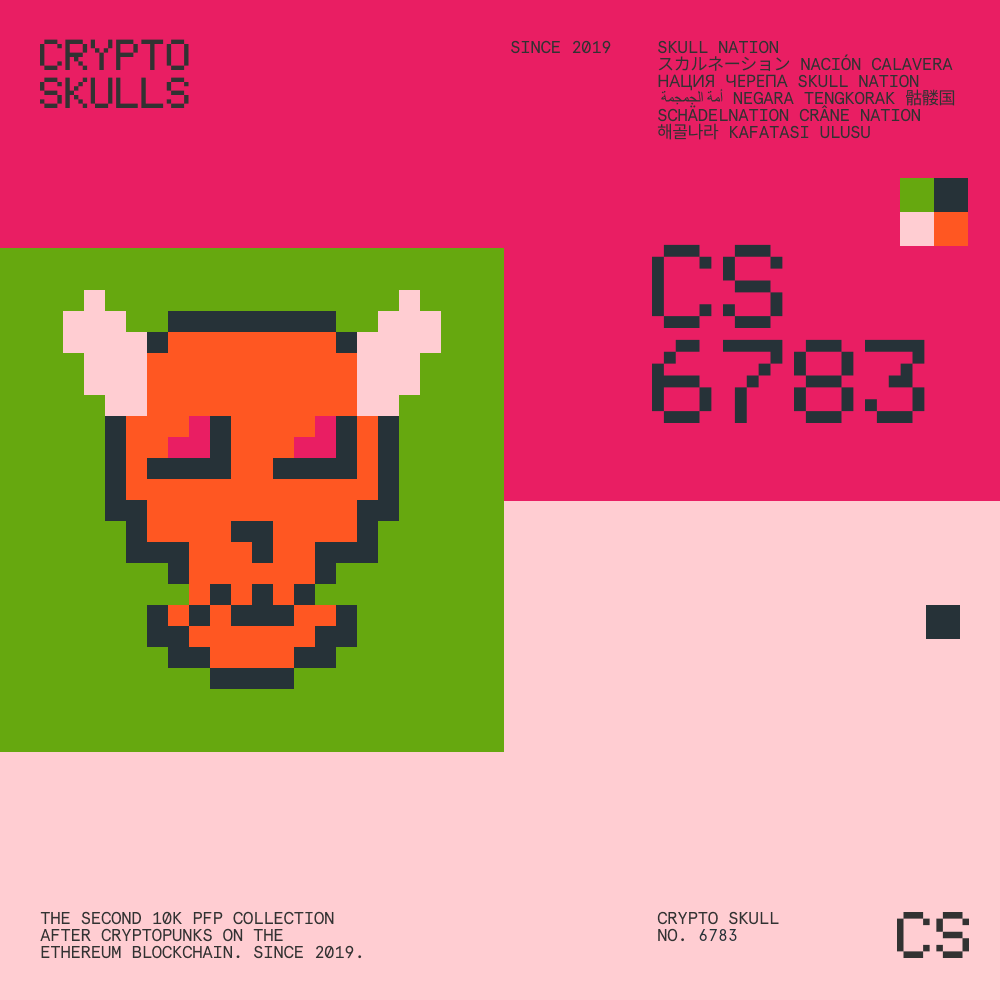 CRYPTO
SKULLS
SINCE 2019
SKULL NATION
スカルネーション NACIÓN CALAVERA
НАЦИЯ ЧЕРЕПА SKULL NATION
أمة الجمجمة NEGARA TENGKORAK 骷髅国
SCHÄDELNATION CRÂNE NATION
해골나라 KAFATASI ULUSU
CS
6783
THE SECOND 10K PFP COLLECTION
AFTER CRYPTOPUNKS ON THE
ETHEREUM BLOCKCHAIN. SINCE 2019.
CRYPTO SKULL
NO. 6783
CS